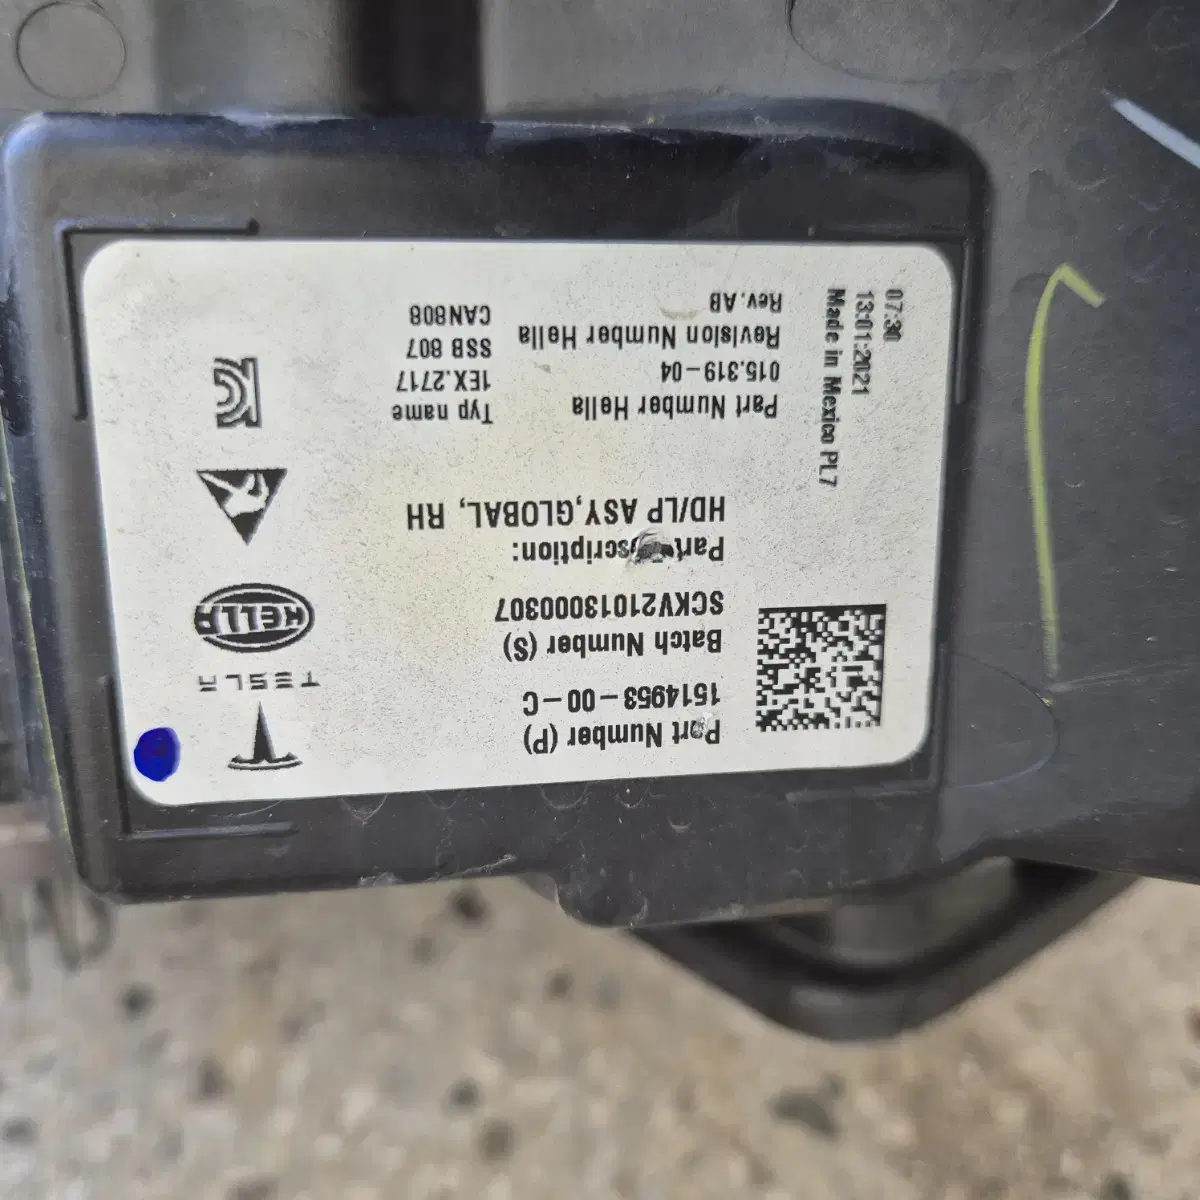 TESLA
HELLA
Part Number (P)
1514953-00-C
Batch Number (S)
SCKV21013000307
Part
scription:
HD/LP ASY,GLOBAL, RH
Part Number Hella
015.319-04
Revision Number Hella
Rev.AB
Typ name
1EX.2717
SSB 807
CAN808
07:30
13:01:2021
Made in Mexico PL7